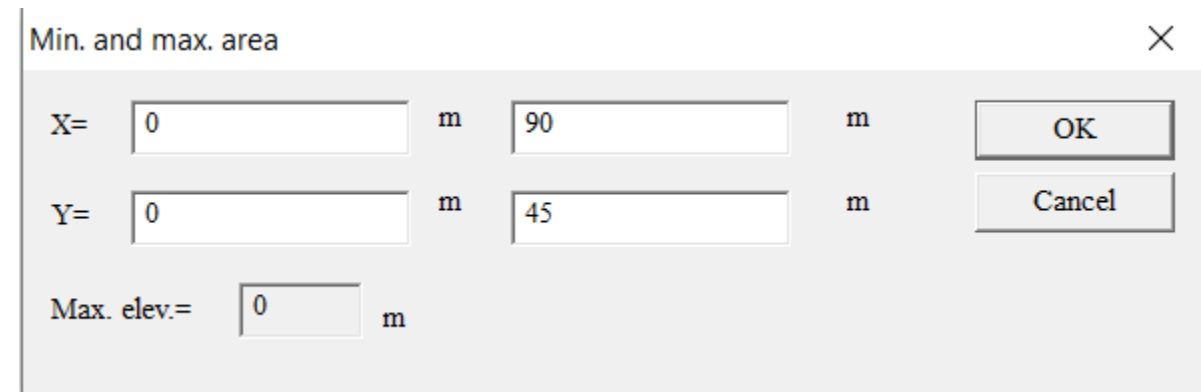 Min. and max. area
X= 0 m 90 m OK
Y= 0 m 45 m Cancel
Max. elev.= 0 m